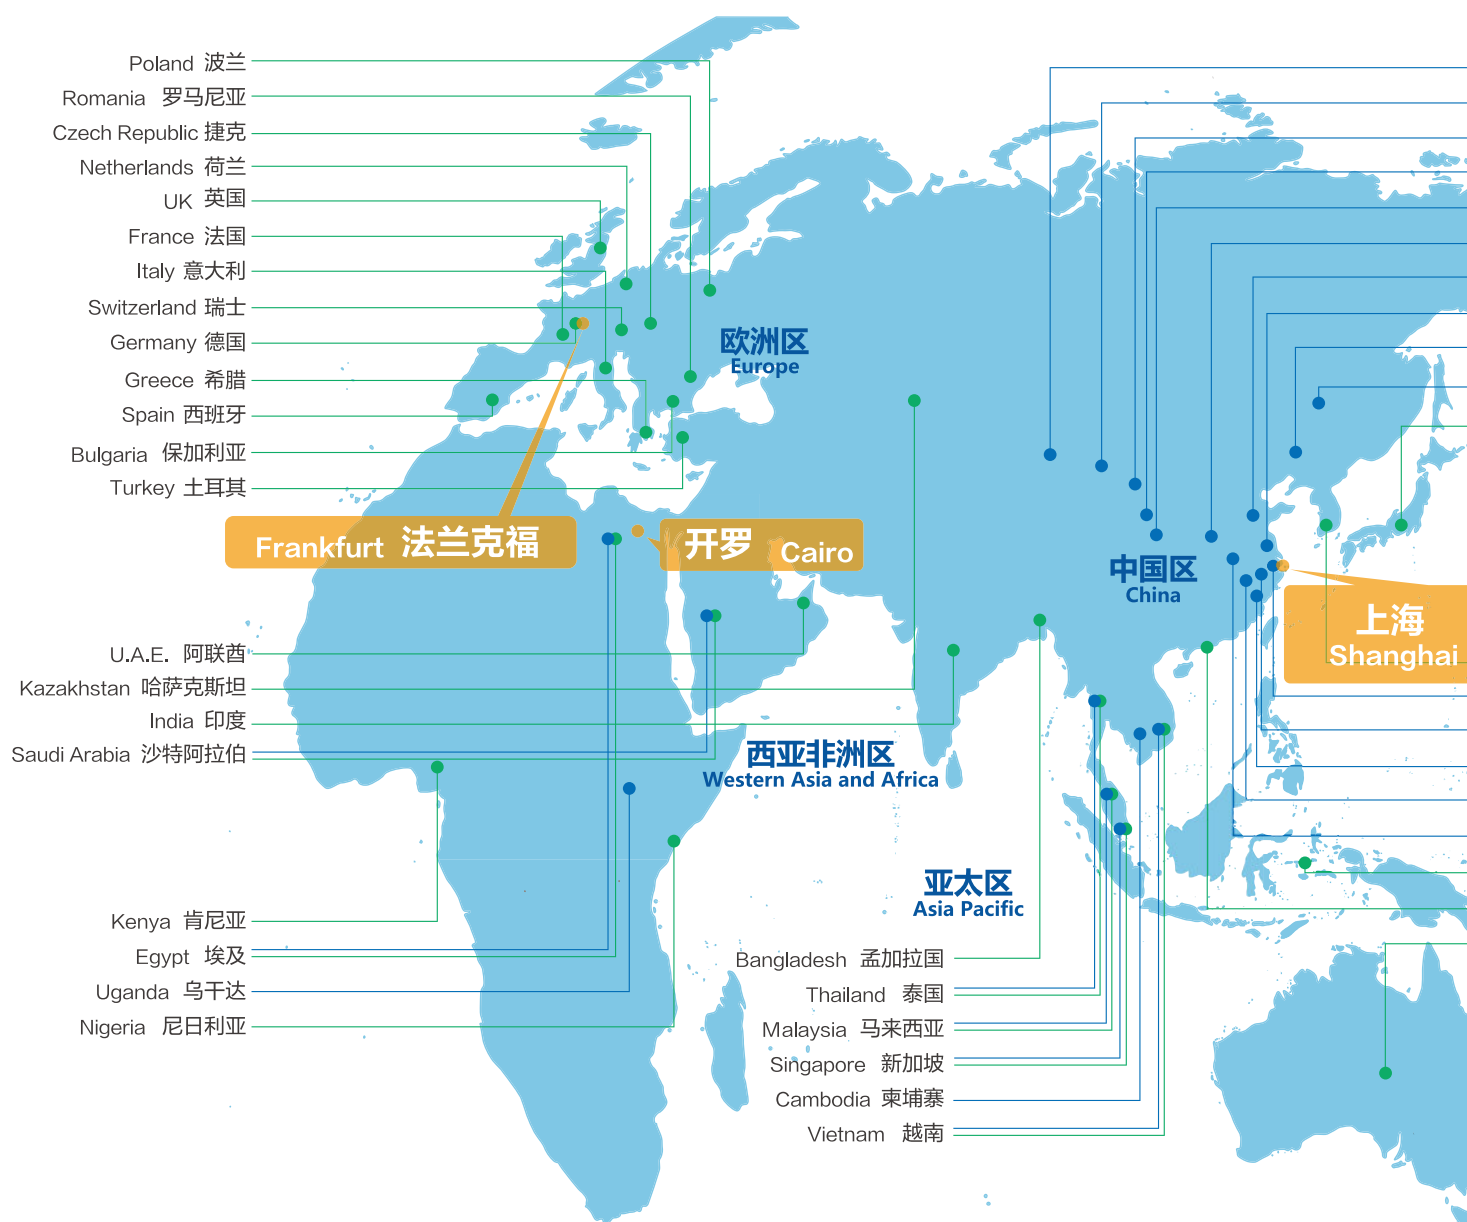 Poland 波兰
Romania 罗马尼亚
Czech Republic 捷克
Netherlands 荷兰
UK 英国
France 法国
Italy 意大利
Switzerland 瑞士
Germany 德国
Greece 希腊
Spain 西班牙
Bulgaria 保加利亚
Turkey 土耳其
欧洲区
Europe
Frankfurt 法兰克福
开罗 Cairo
中国区
China
上海
Shanghai
U.A.E. 阿联酋
Kazakhstan 哈萨克斯坦
India 印度
Saudi Arabia 沙特阿拉伯
西亚非洲区
Western Asia and Africa
亚太区
Asia Pacific
Kenya 肯尼亚
Egypt 埃及
Uganda 乌干达
Nigeria 尼日利亚
Bangladesh 孟加拉国
Thailand 泰国
Malaysia 马来西亚
Singapore 新加坡
Cambodia 柬埔寨
Vietnam 越南